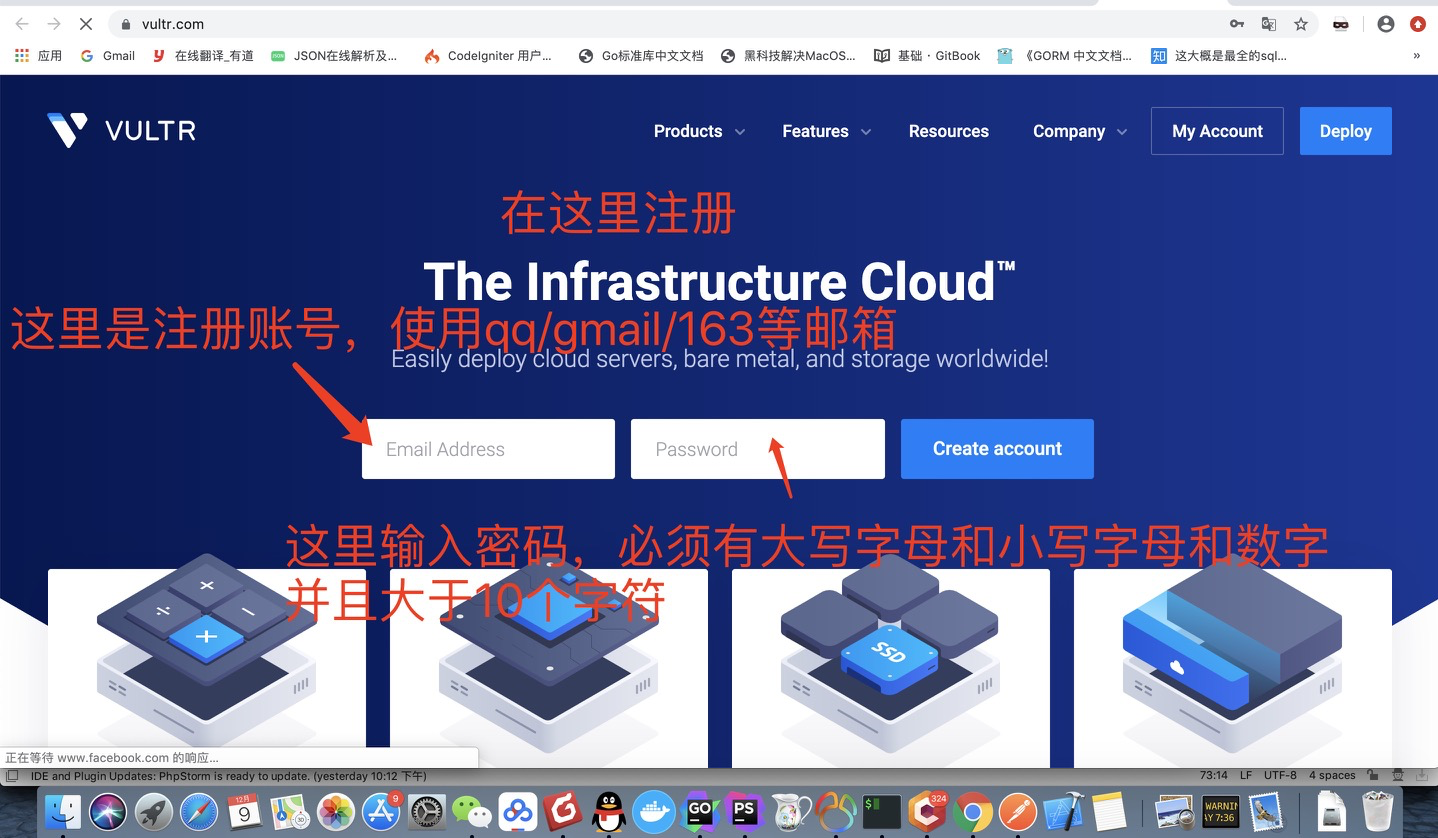 vultr.com
应用
Gmail
在线翻译_有道
JSON在线解析及...
CodeIgniter 用户...
Go标准库中文文档
黑科技解决MacOS...
基础 · GitBook
《GORM 中文文档...
知
这大概是最全的sql...
»
VULTR
Products
Features
Resources
Company
My Account
Deploy
在这里注册
The Infrastructure Cloud™
这里是注册账号，使用qq/gmail/163等邮箱
Easily deploy cloud servers, bare metal, and storage worldwide!
Email Address
Password
Create account
这里输入密码，必须有大写字母和小写字母和数字
并且大于10个字符
SSD
正在等待 www.facebook.com 的响应...
IDE and Plugin Updates: PhpStorm is ready to update. (yesterday 10:12 下午)
73:14
LF
UTF-8
4 spaces
12月
9
9
GO
PS
$
324
WARNIN
AY 7:36